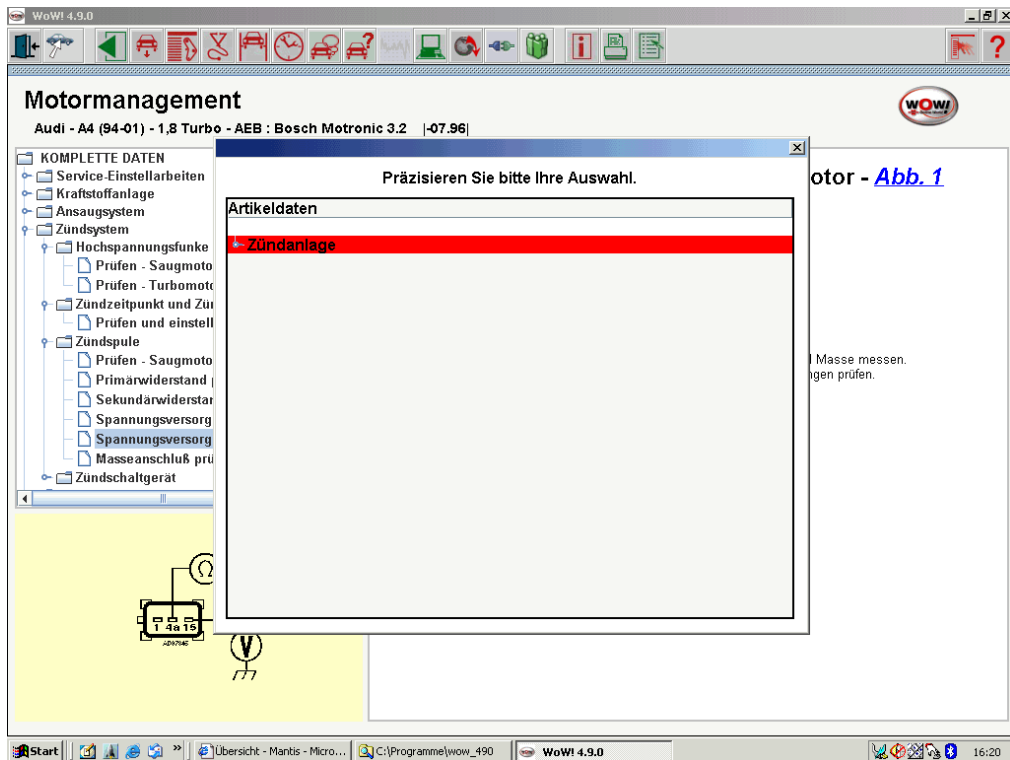 WoW! 4.9.0
?
Motormanagement
WOW!
Audi - A4 (94-01) - 1,8 Turbo - AEB : Bosch Motronic 3.2 |-07.96|
KOMPLETTE DATEN
Service-Einstellarbeiten
Kraftstoffanlage
Ansaugsystem
Zündsystem
Hochspannungsfunke
Prüfen - Saugmoto
Prüfen - Turbomoto
Zündzeitpunkt und Zün
Prüfen und einstell
Zündspule
Prüfen - Saugmoto
Primärwiderstand
Sekundärwiderstar
Spannungsversorg
Spannungsversorg
Masseanschluß prü
Zündschaltgerät
Präzisieren Sie bitte Ihre Auswahl.
Artikeldaten
Zündanlage
otor - Abb. 1
Masse messen.
ngen prüfen.
Ω
1 4a 15
V
Start
Übersicht - Mantis - Micro...
C:\Programme\wow_490
WoW! 4.9.0
16:20